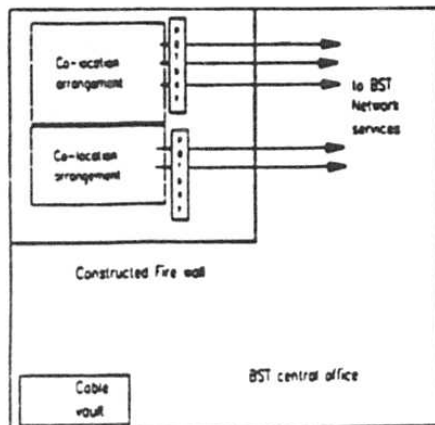 Co-location
arrangement
to BST
Network
services
Co-location
arrangement
Constructed Fire wall
BST central office
Cable
vault